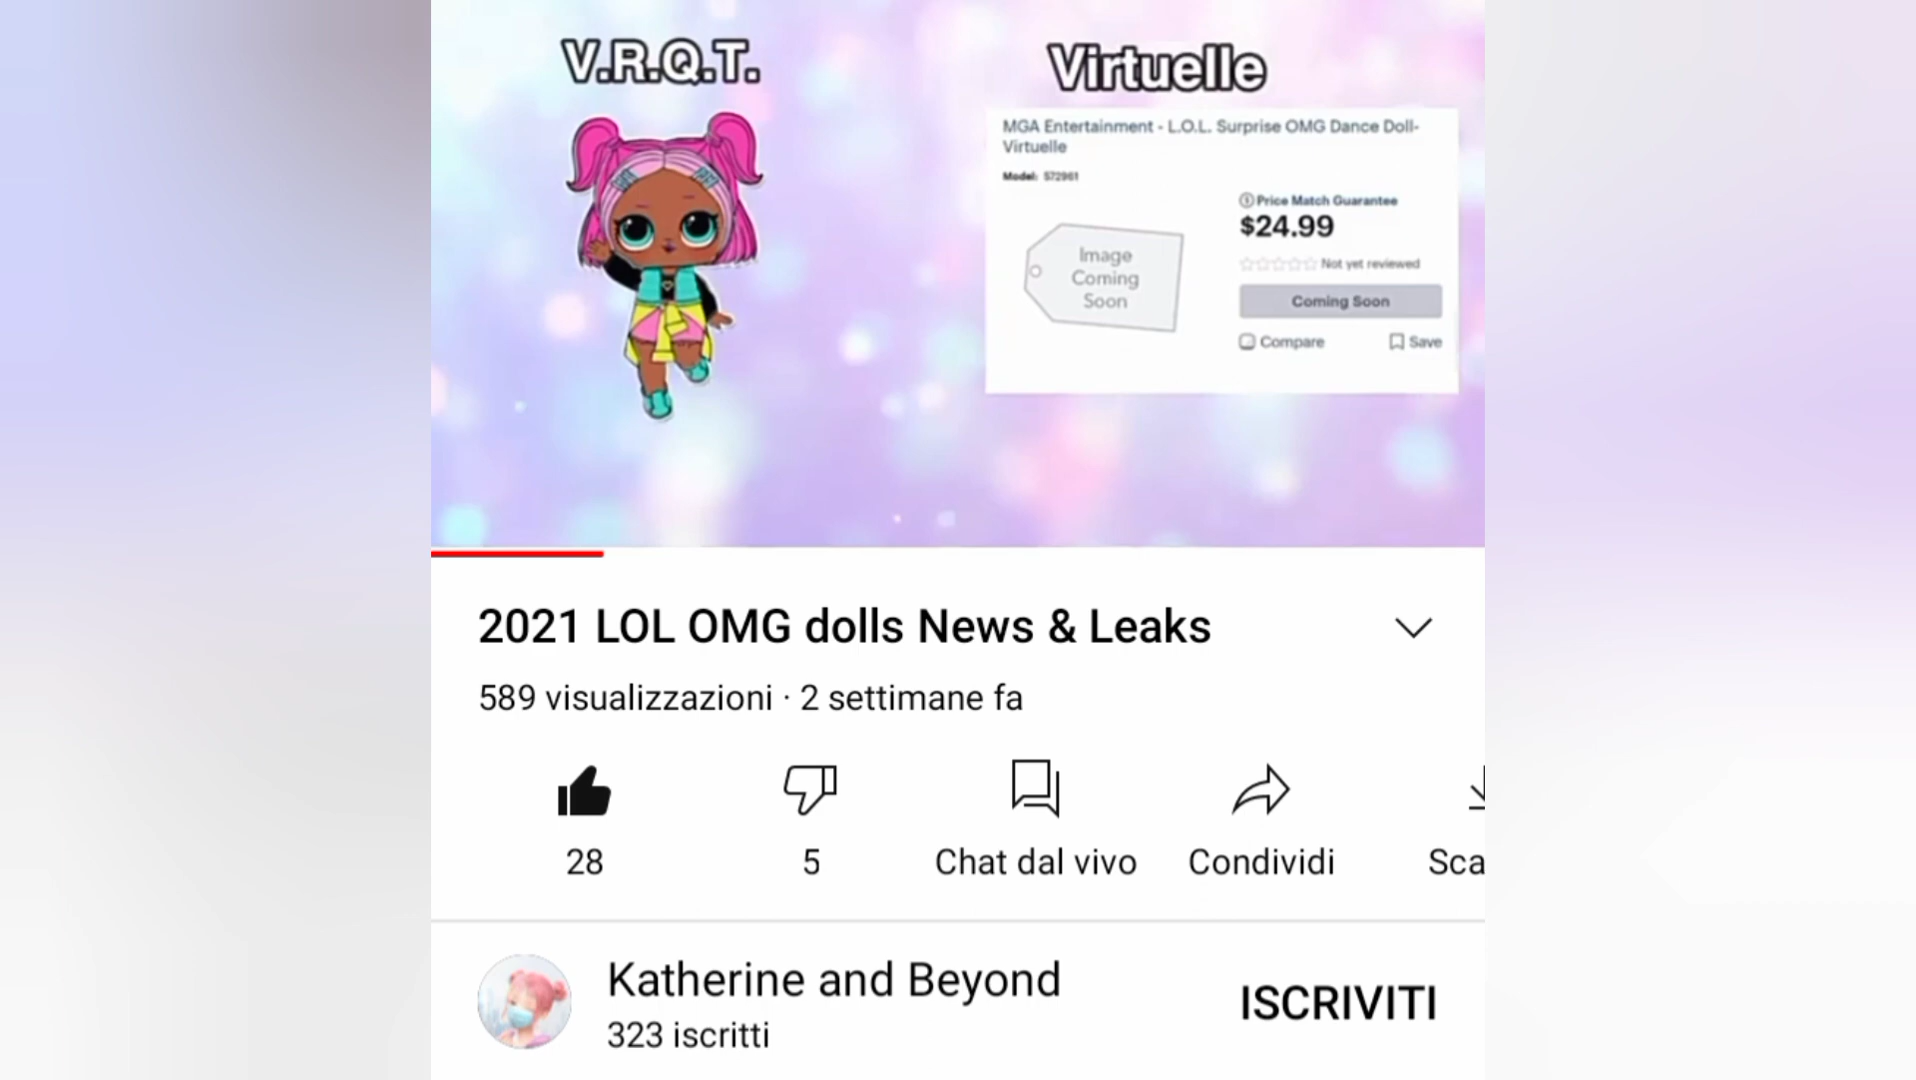 V.R.Q.T.
Virtuelle
MGA Entertainment - L.O.L. Surprise OMG Dance Doll-
Virtuelle
Model: 572961
Price Match Guarantee
$24.99
Not yet reviewed
Image
Coming
Soon
Coming Soon
Compare
Save
2021 LOL OMG dolls News & Leaks
589 visualizzazioni · 2 settimane fa
28
5
Chat dal vivo
Condividi
Sca
Katherine and Beyond
323 iscritti
ISCRIVITI